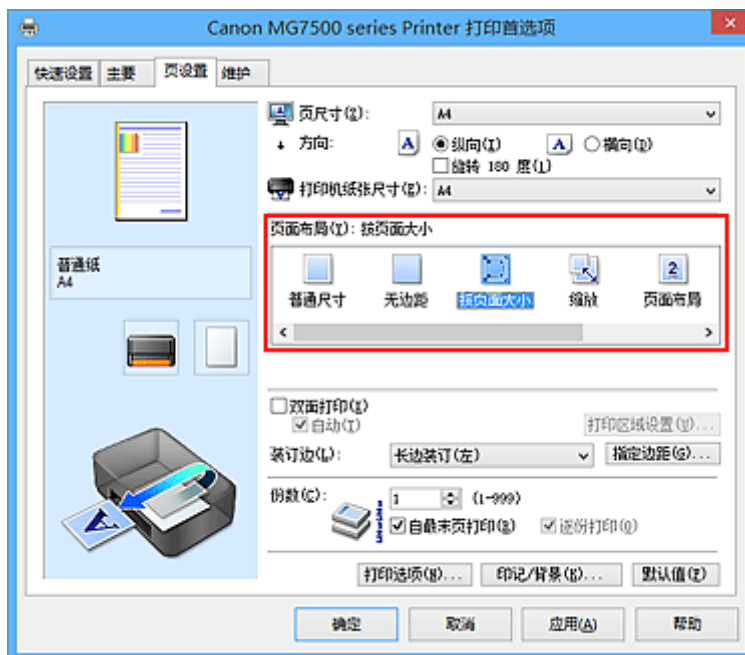 Canon MG7500 series Printer 打印首选项
快速设置 主要 页设置 维护
页尺寸(Z): A4
方向: A 纵向(I) A 横向(D)
旋转 180 度(L)
打印机纸张尺寸(E): A4
页面布局(Y): 按页面大小
普通尺寸 无边距 按页面大小 缩放 2 页面布局
普通纸
A4
双面打印(X)
自动(T) 打印区域设置(U)...
装订边(L): 长边装订(左) 指定边距(G)...
份数(C): 1 (1-999)
自最末页打印(R) 逐份打印(O)
打印选项(N)... 印记/背景(K)... 默认值(F)
确定 取消 应用(A) 帮助